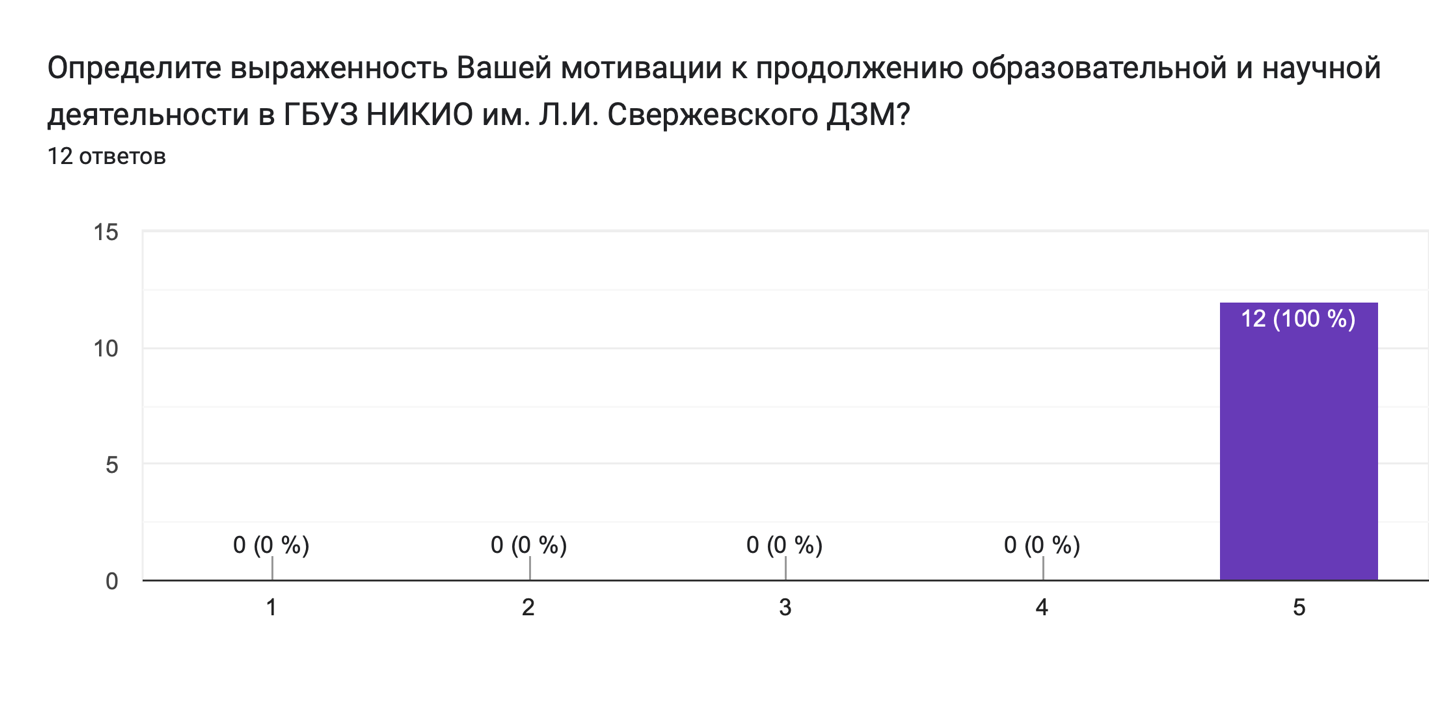 Определите выраженность Вашей мотивации к продолжению образовательной и научной
деятельности в ГБУЗ НИКИО им. Л.И. Свержевского ДЗМ?
12 ответов
15
10
5
0
12 (100 %)
0 (0 %)
0 (0 %)
0 (0 %)
0 (0 %)
1
2
3
4
5